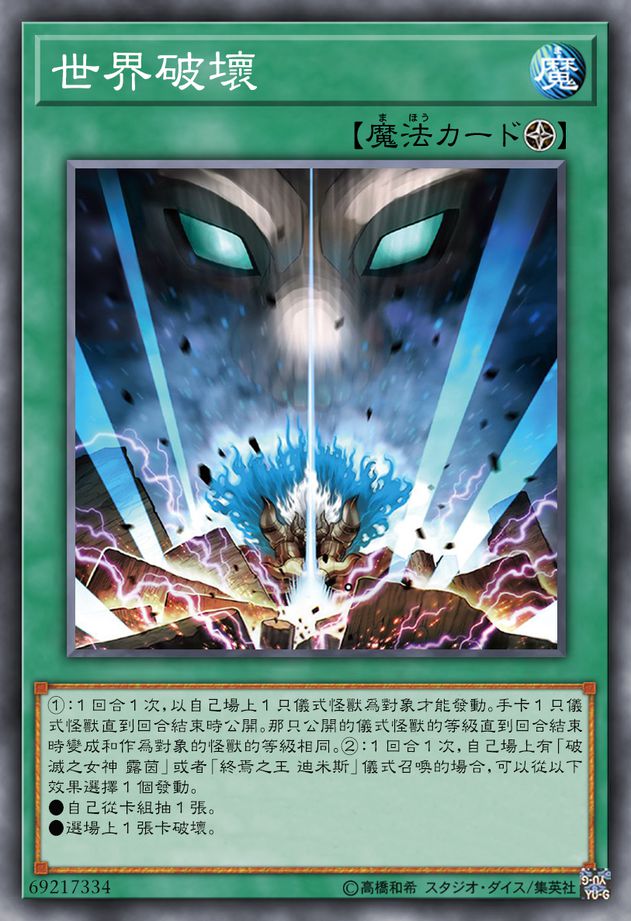 世界破壞
魔
【魔法カード】
まほう
①：1回合1次，以自己場上1只儀式怪獸為對象才能發動。手卡1只儀
式怪獸直到回合結束時公開。那只公開的儀式怪獸的等級直到回合結束
時變成和作為對象的怪獸的等級相同。②：1回合1次，自己場上有「破
滅之女神 露茵」或者「終焉之王 迪米斯」儀式召喚的場合，可以從以下
效果選擇1個發動。
●自己從卡組抽1張。
●選場上1張卡破壞。
69217334
©高橋和希 スタジオ・ダイス/集英社
YU-G